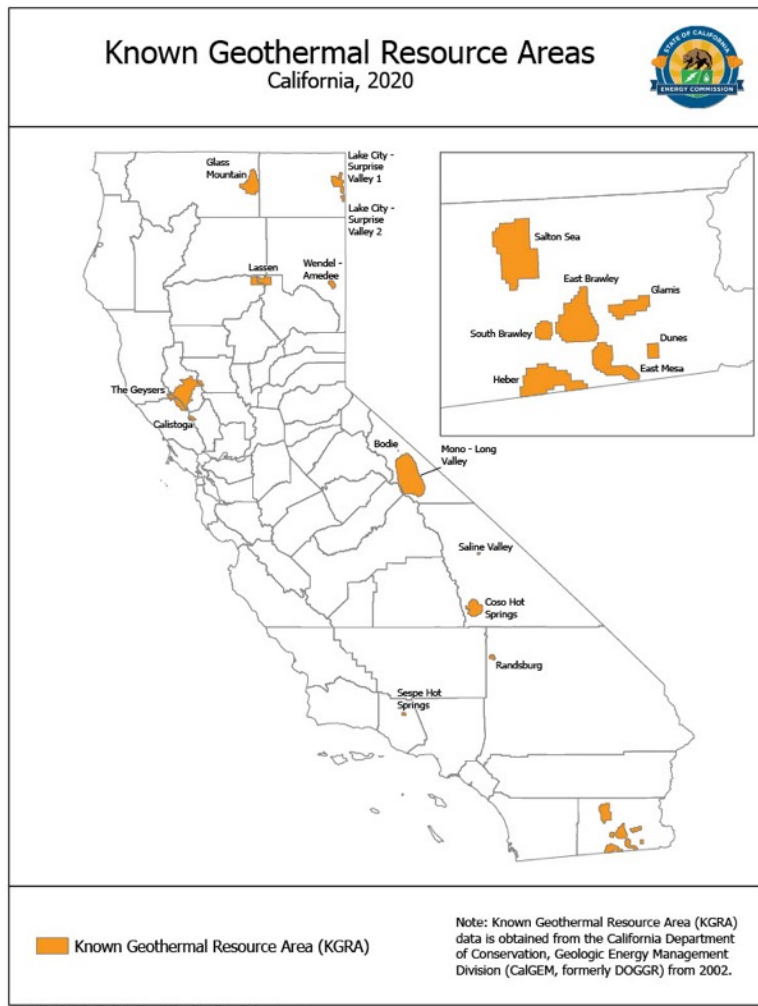 Known Geothermal Resource Areas
California, 2020
STATE OF CALIFORNIA
ENERGY COMMISSION
Glass
Mountain
Lake City -
Surprise
Valley 1
Lake City -
Surprise
Valley 2
Lassen
Wendel -
Amedee
The Geysers
Calistoga
Bodie
Mono - Long
Valley
Saline Valley
Coso Hot
Springs
Randsburg
Sespe Hot
Springs
Salton Sea
East Brawley
Glamis
South Brawley
Dunes
Heber
East Mesa
Known Geothermal Resource Area (KGRA)
Note: Known Geothermal Resource Area (KGRA)
data is obtained from the California Department
of Conservation, Geologic Energy Management
Division (CalGEM, formerly DOGGR) from 2002.